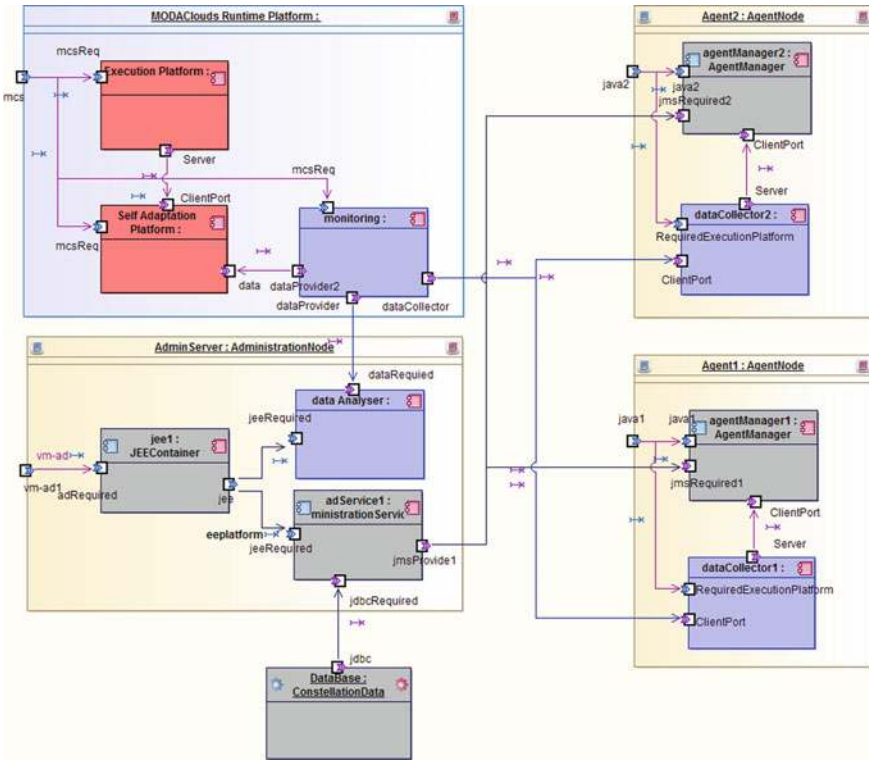 MODAClouds Runtime Platform :
mcsReq
Execution Platform :
mcs
Server
mcsReq
ClientPort
Self Adaptation
Platform :
mcsReq
monitoring :
data
dataProvider2
dataProvider
dataCollector
Agent2 : AgentNode
agentManager2 :
AgentManager
java2
java2
jmsRequired2
ClientPort
Server
dataCollector2 :
RequiredExecutionPlatform
ClientPort
AdminServer : AdministrationNode
dataRequied
data Analyser :
jeeRequired
jee1 :
JEEContainer
vm-ad
vm-ad1
adRequired
jee
adService1 :
ministrationServic
eeplatform
jeeRequired
jmsProvide1
jdbcRequired
jdbc
DataBase :
ConstellationData
Agent1 : AgentNode
agentManager1 :
AgentManager
java1
java1
jmsRequired1
ClientPort
Server
dataCollector1 :
RequiredExecutionPlatform
ClientPort